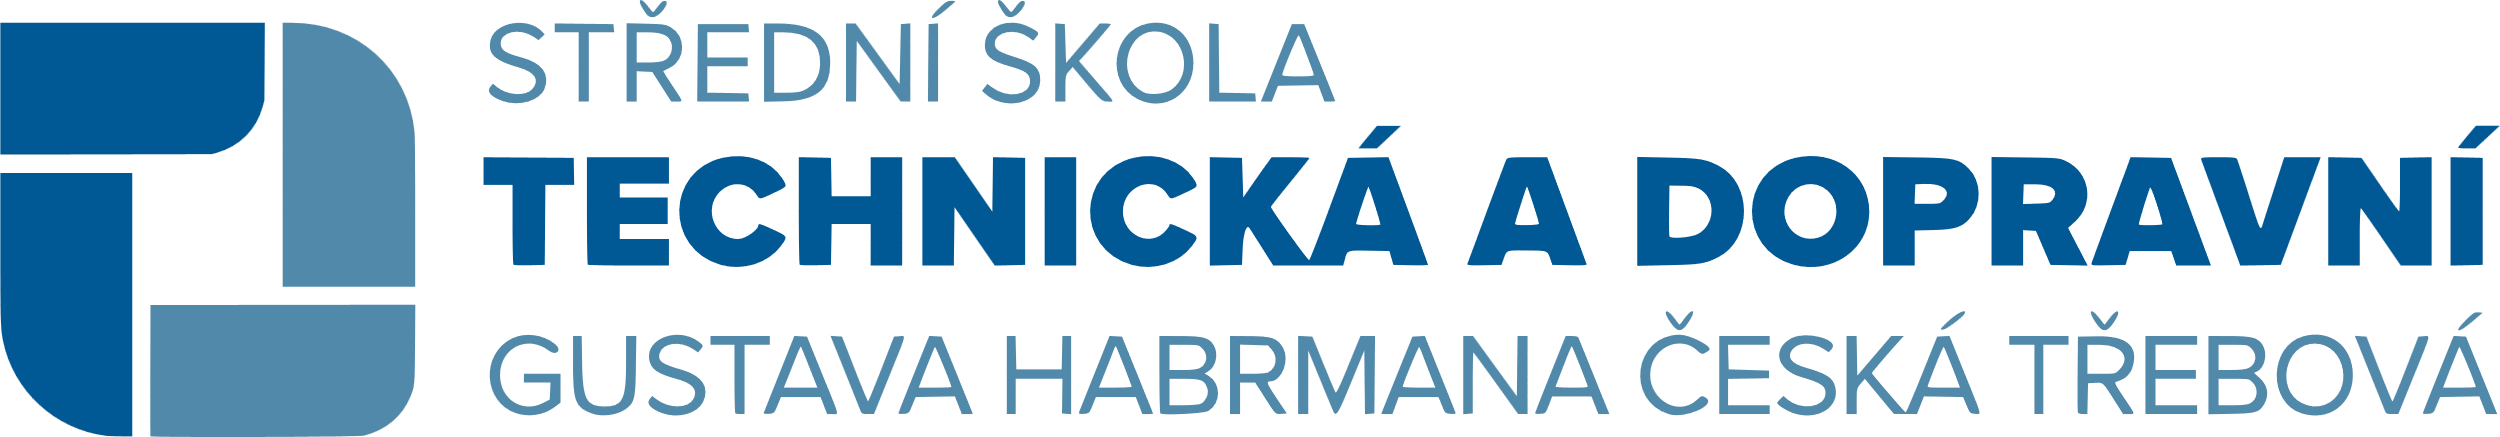 STŘEDNÍ ŠKOLA
TECHNICKÁ A DOPRAVNÍ
GUSTAVA HABRMANA ČESKÁ TŘEBOVÁ